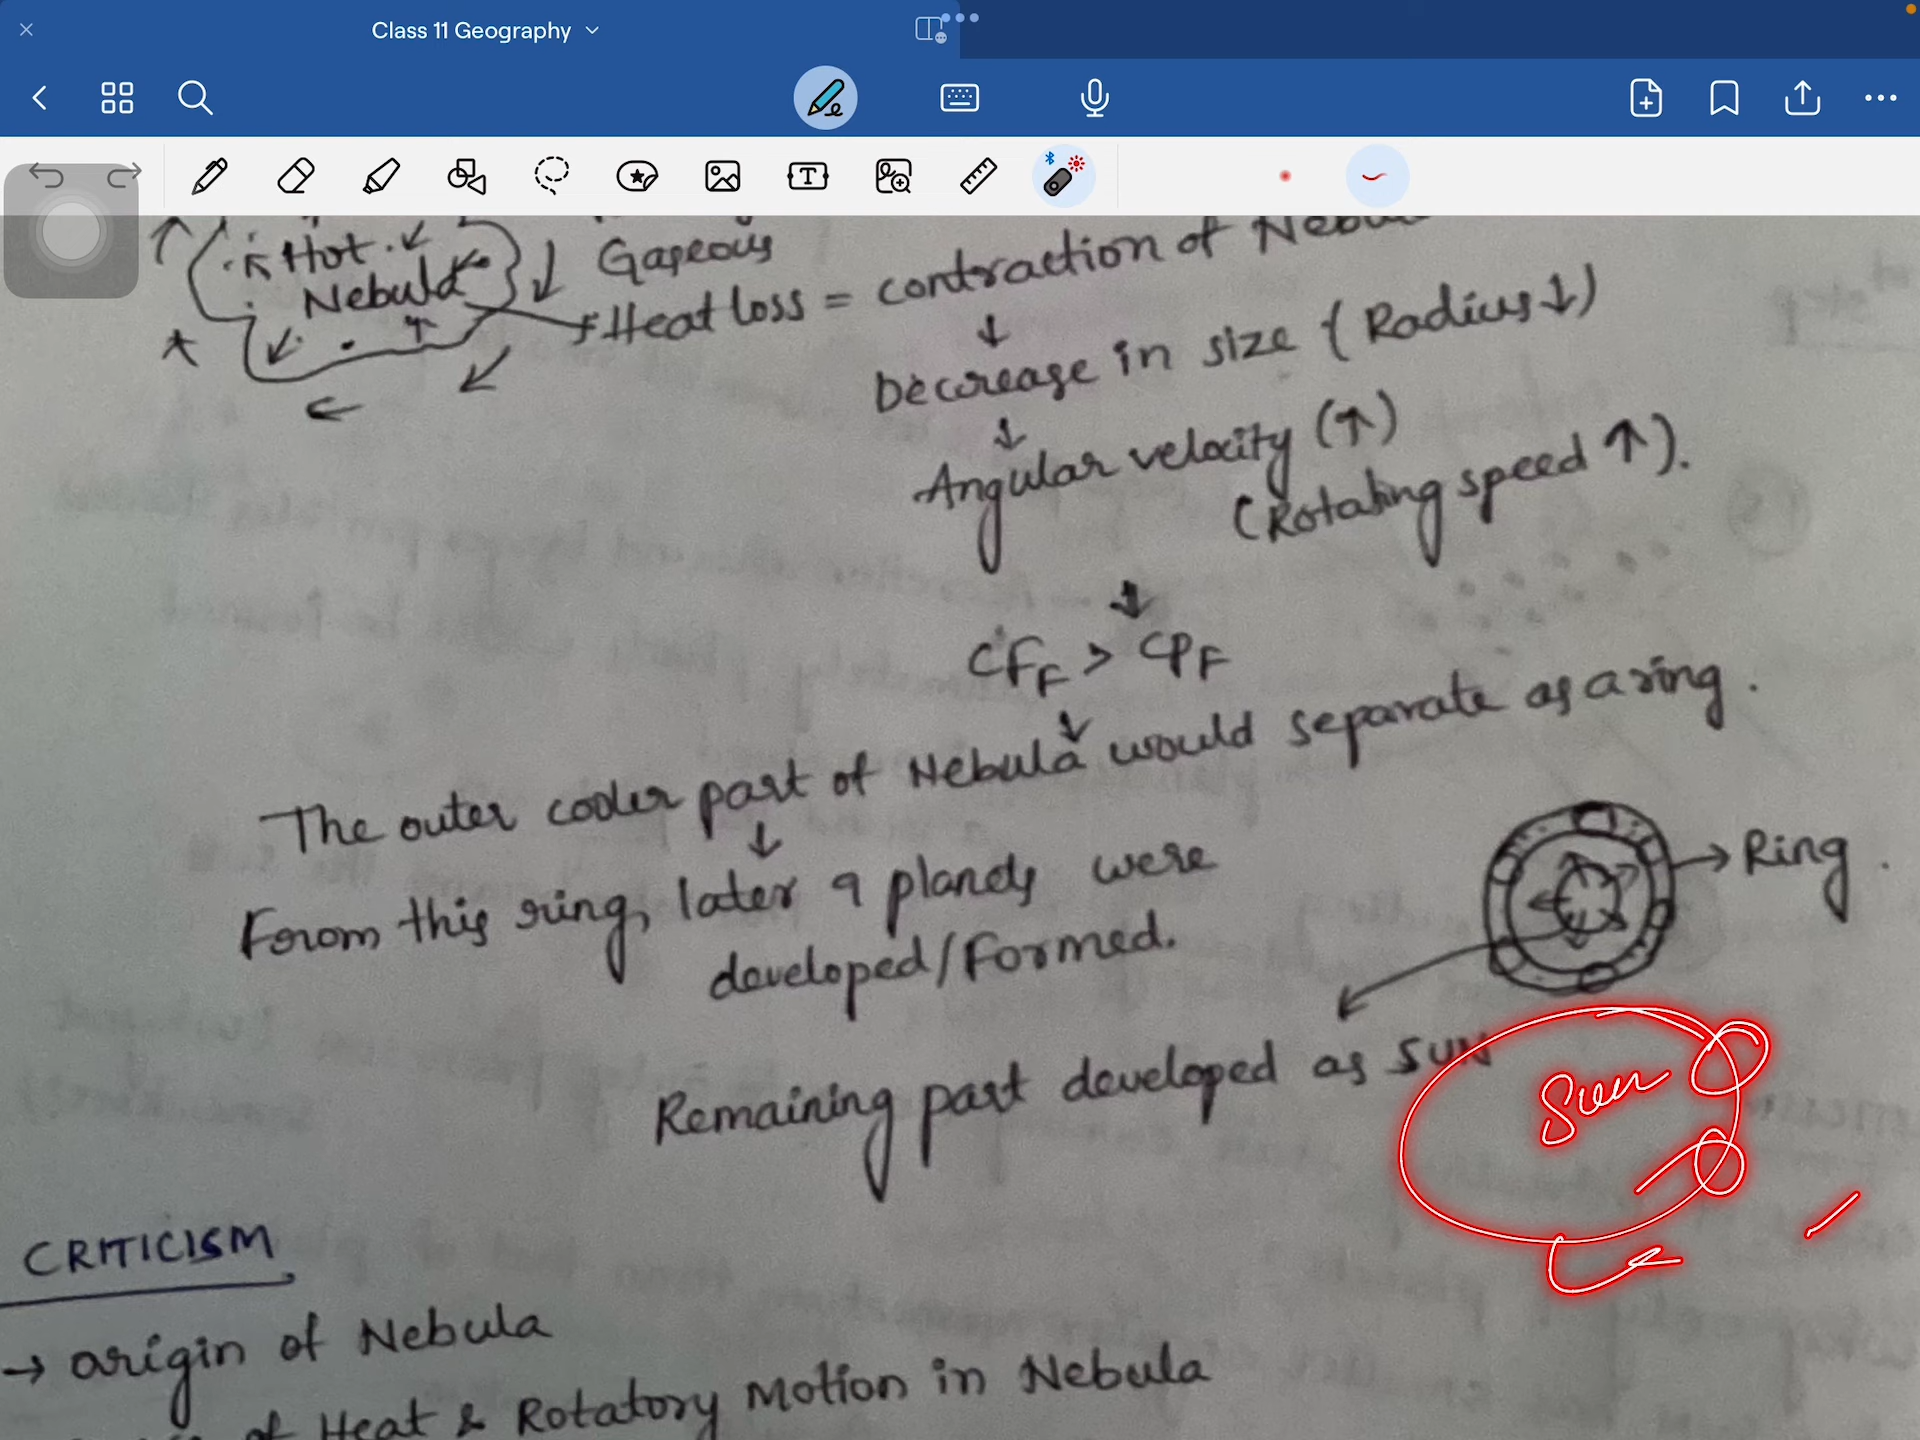 Class 11 Geography
Hot
Nebula
Gaseous
Heat loss = contraction of
Decrease in size (Radius ↓)
Angular velocity (↑)
(Rotating speed ↑).
CFF > CPF
The outer cooler part of Nebula would separate as a ring.
From this ring, later 9 planets were
developed/Formed.
Ring
Remaining part developed as SUN
Sun
CRITICISM
→ origin of Nebula
of Heat & Rotatory Motion in Nebula